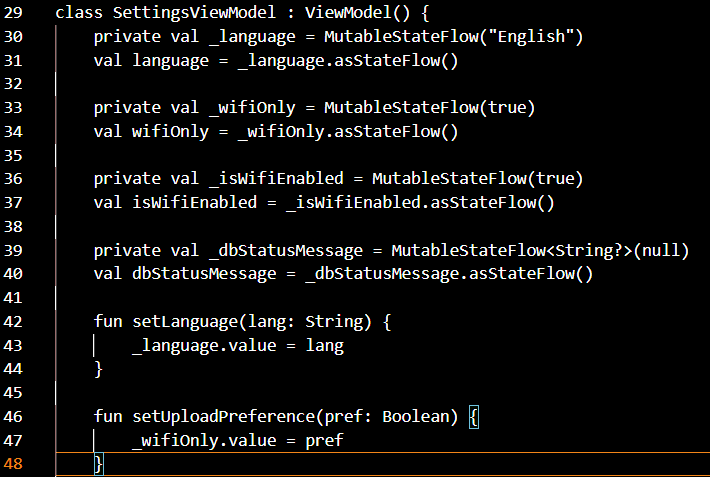 29 class SettingsViewModel : ViewModel() {
30     private val _language = MutableStateFlow("English")
31     val language = _language.asStateFlow()
32
33     private val _wifiOnly = MutableStateFlow(true)
34     val wifiOnly = _wifiOnly.asStateFlow()
35
36     private val _isWifiEnabled = MutableStateFlow(true)
37     val isWifiEnabled = _isWifiEnabled.asStateFlow()
38
39     private val _dbStatusMessage = MutableStateFlow<String?>(null)
40     val dbStatusMessage = _dbStatusMessage.asStateFlow()
41
42     fun setLanguage(lang: String) {
43         _language.value = lang
44     }
45
46     fun setUploadPreference(pref: Boolean) {
47         _wifiOnly.value = pref
48     }